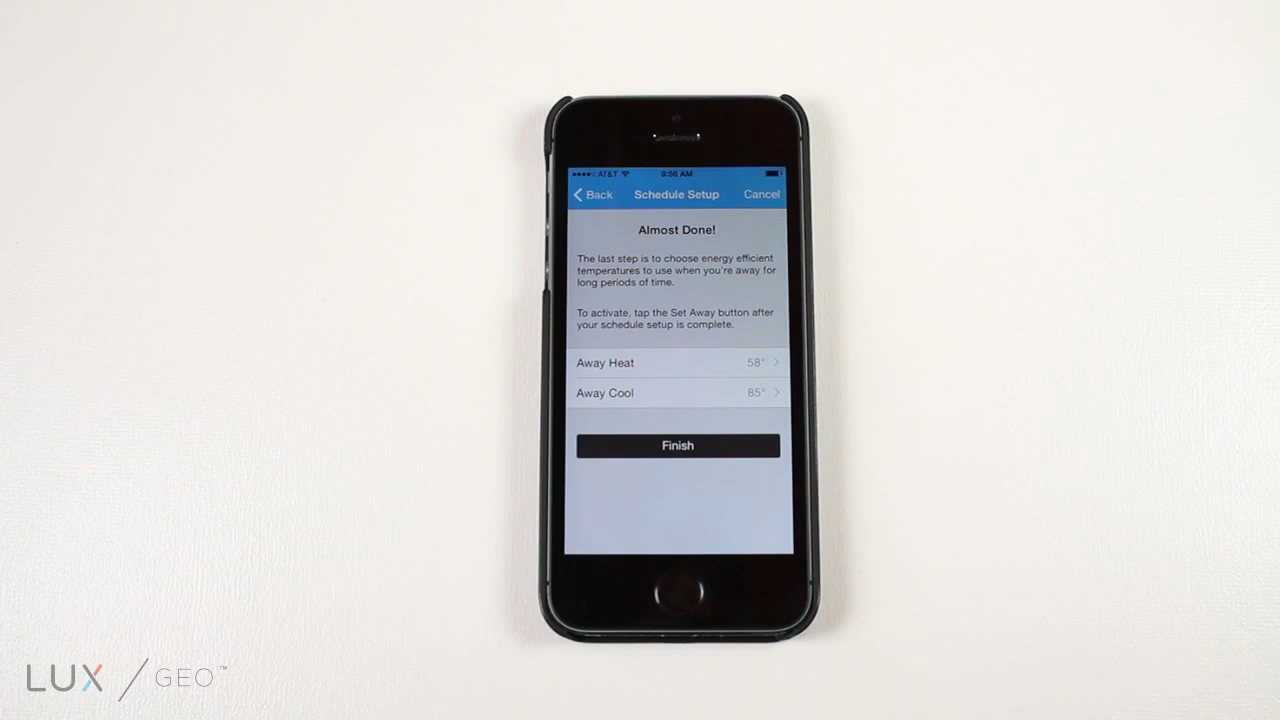 AT&T 9:56 AM
Back Schedule Setup Cancel
Almost Done!
The last step is to choose energy efficient
temperatures to use when you're away for
long periods of time.
To activate, tap the Set Away button after
your schedule setup is complete.
Away Heat 58°
Away Cool 85°
Finish
LUX / GEO™